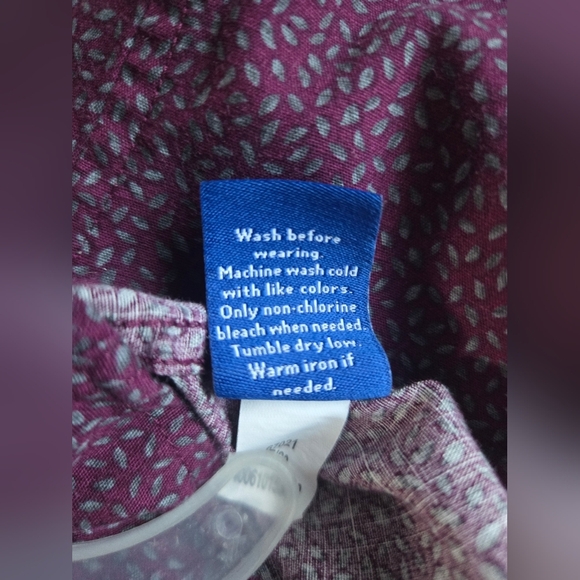 Wash before
wearing.
Machine wash cold
with like colors.
Only non-chlorine
bleach when needed.
Tumble dry low.
Warm iron if
needed.